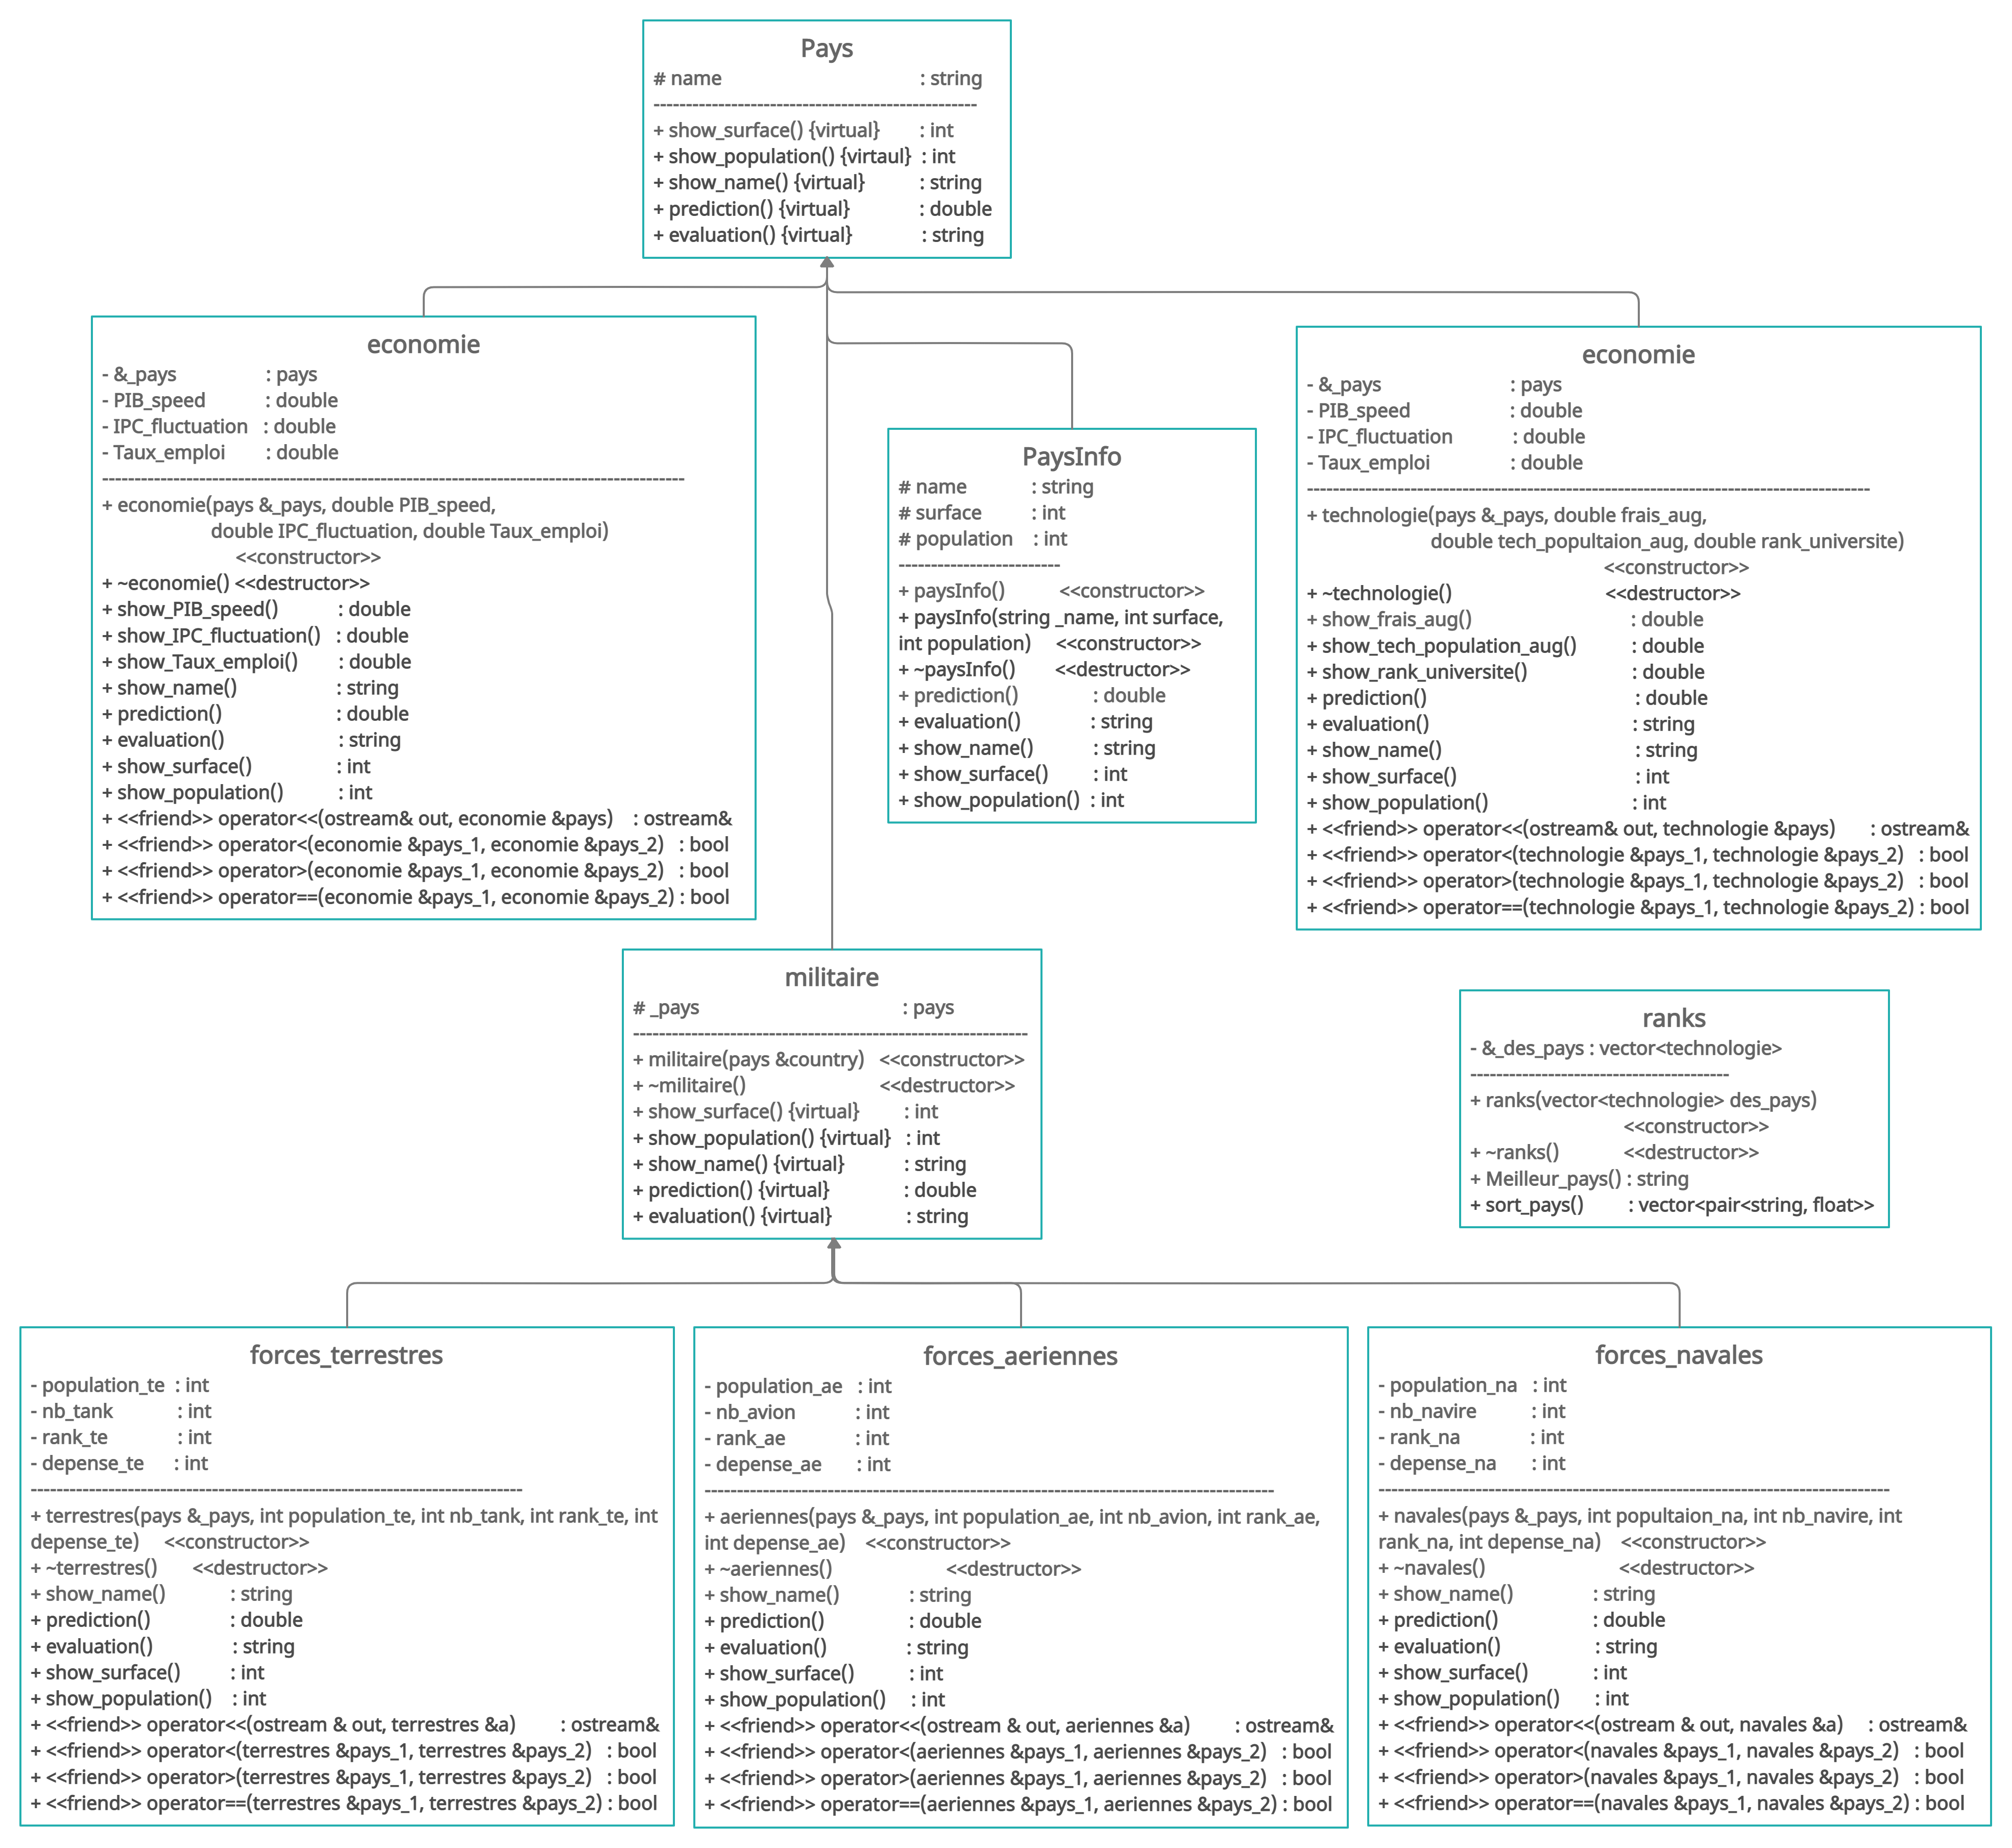 Pays
# name : string
--------------------------------------------------
+ show_surface() {virtual} : int
+ show_population() {virtaul} : int
+ show_name() {virtual} : string
+ prediction() {virtual} : double
+ evaluation() {virtual} : string
economie
- &_pays : pays
- PIB_speed : double
- IPC_fluctuation : double
- Taux_emploi : double
------------------------------------------------------------------------------------------
+ economie(pays &_pays, double PIB_speed,
double IPC_fluctuation, double Taux_emploi)
<<constructor>>
+ ~economie() <<destructor>>
+ show_PIB_speed() : double
+ show_IPC_fluctuation() : double
+ show_Taux_emploi() : double
+ show_name() : string
+ prediction() : double
+ evaluation() : string
+ show_surface() : int
+ show_population() : int
+ <<friend>> operator<<(ostream& out, economie &pays) : ostream&
+ <<friend>> operator<(economie &pays_1, economie &pays_2) : bool
+ <<friend>> operator>(economie &pays_1, economie &pays_2) : bool
+ <<friend>> operator==(economie &pays_1, economie &pays_2) : bool
PaysInfo
# name : string
# surface : int
# population : int
-------------------------
+ paysInfo() <<constructor>>
+ paysInfo(string _name, int surface,
int population) <<constructor>>
+ ~paysInfo() <<destructor>>
+ prediction() : double
+ evaluation() : string
+ show_name() : string
+ show_surface() : int
+ show_population() : int
economie
- &_pays : pays
- PIB_speed : double
- IPC_fluctuation : double
- Taux_emploi : double
---------------------------------------------------------------------------------------
+ technologie(pays &_pays, double frais_aug,
double tech_popultaion_aug, double rank_universite)
<<constructor>>
+ ~technologie() <<destructor>>
+ show_frais_aug() : double
+ show_tech_population_aug() : double
+ show_rank_universite() : double
+ prediction() : double
+ evaluation() : string
+ show_name() : string
+ show_surface() : int
+ show_population() : int
+ <<friend>> operator<<(ostream& out, technologie &pays) : ostream&
+ <<friend>> operator<(technologie &pays_1, technologie &pays_2) : bool
+ <<friend>> operator>(technologie &pays_1, technologie &pays_2) : bool
+ <<friend>> operator==(technologie &pays_1, technologie &pays_2) : bool
militaire
# _pays : pays
-------------------------------------------------------------
+ militaire(pays &country) <<constructor>>
+ ~militaire() <<destructor>>
+ show_surface() {virtual} : int
+ show_population() {virtual} : int
+ show_name() {virtual} : string
+ prediction() {virtual} : double
+ evaluation() {virtual} : string
ranks
- &_des_pays : vector<technologie>
----------------------------------------
+ ranks(vector<technologie> des_pays)
<<constructor>>
+ ~ranks() <<destructor>>
+ Meilleur_pays() : string
+ sort_pays() : vector<pair<string, float>>
forces_terrestres
- population_te : int
- nb_tank : int
- rank_te : int
- depense_te : int
----------------------------------------------------------------------------
+ terrestres(pays &_pays, int population_te, int nb_tank, int rank_te, int
depense_te) <<constructor>>
+ ~terrestres() <<destructor>>
+ show_name() : string
+ prediction() : double
+ evaluation() : string
+ show_surface() : int
+ show_population() : int
+ <<friend>> operator<<(ostream & out, terrestres &a) : ostream&
+ <<friend>> operator<(terrestres &pays_1, terrestres &pays_2) : bool
+ <<friend>> operator>(terrestres &pays_1, terrestres &pays_2) : bool
+ <<friend>> operator==(terrestres &pays_1, terrestres &pays_2) : bool
forces_aeriennes
- population_ae : int
- nb_avion : int
- rank_ae : int
- depense_ae : int
----------------------------------------------------------------------------------------
+ aeriennes(pays &_pays, int population_ae, int nb_avion, int rank_ae,
int depense_ae) <<constructor>>
+ ~aeriennes() <<destructor>>
+ show_name() : string
+ prediction() : double
+ evaluation() : string
+ show_surface() : int
+ show_population() : int
+ <<friend>> operator<<(ostream & out, aeriennes &a) : ostream&
+ <<friend>> operator<(aeriennes &pays_1, aeriennes &pays_2) : bool
+ <<friend>> operator>(aeriennes &pays_1, aeriennes &pays_2) : bool
+ <<friend>> operator==(aeriennes &pays_1, aeriennes &pays_2) : bool
forces_navales
- population_na : int
- nb_navire : int
- rank_na : int
- depense_na : int
-------------------------------------------------------------------------------
+ navales(pays &_pays, int popultaion_na, int nb_navire, int
rank_na, int depense_na) <<constructor>>
+ ~navales() <<destructor>>
+ show_name() : string
+ prediction() : double
+ evaluation() : string
+ show_surface() : int
+ show_population() : int
+ <<friend>> operator<<(ostream & out, navales &a) : ostream&
+ <<friend>> operator<(navales &pays_1, navales &pays_2) : bool
+ <<friend>> operator>(navales &pays_1, navales &pays_2) : bool
+ <<friend>> operator==(navales &pays_1, navales &pays_2) : bool